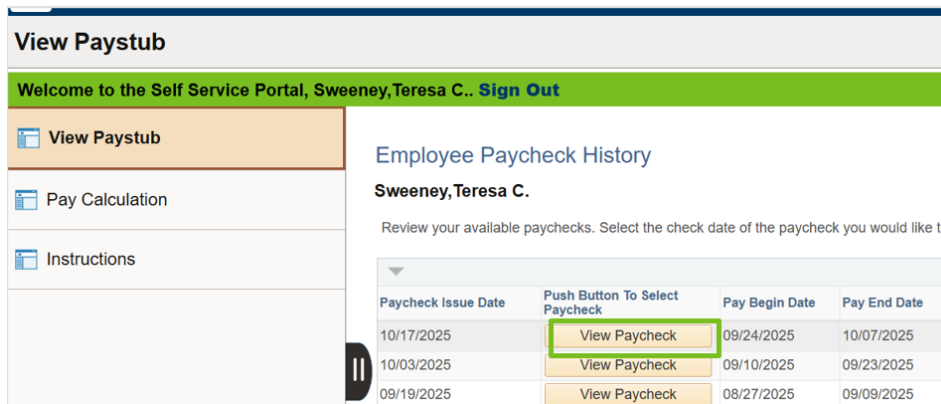 View Paystub
Welcome to the Self Service Portal, Sweeney,Teresa C.. Sign Out
View Paystub
Pay Calculation
Instructions
Employee Paycheck History
Sweeney,Teresa C.
Review your available paychecks. Select the check date of the paycheck you would like t
Paycheck Issue Date Push Button To Select Paycheck Pay Begin Date Pay End Date
10/17/2025 View Paycheck 09/24/2025 10/07/2025
10/03/2025 View Paycheck 09/10/2025 09/23/2025
09/19/2025 View Paycheck 08/27/2025 09/09/2025